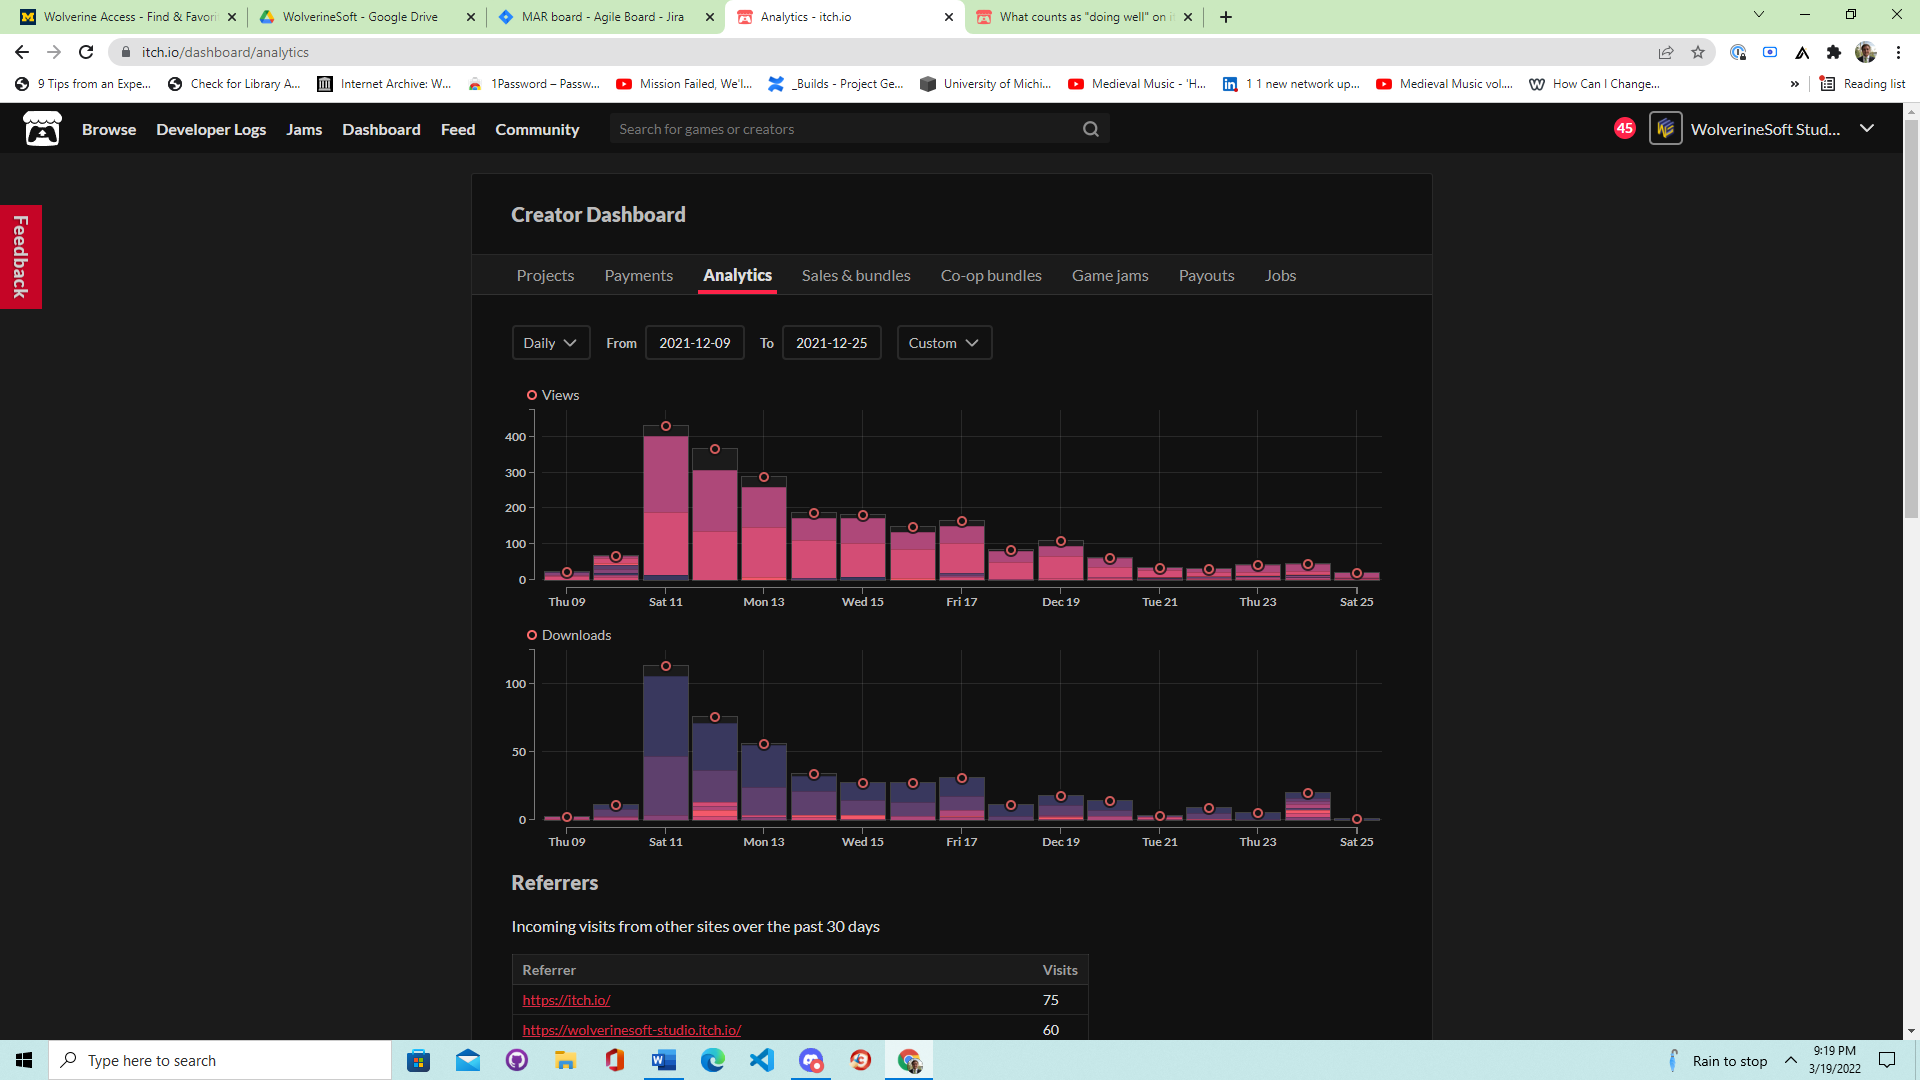 Wolverine Access - Find & Favori
WolverineSoft - Google Drive
MAR board - Agile Board - Jira
Analytics - itch.io
What counts as "doing well" on it
itch.io/dashboard/analytics
9 Tips from an Expe...
Check for Library A...
Internet Archive: W...
1Password – Passw...
Mission Failed, We'l...
_Builds - Project Ge...
University of Michi...
Medieval Music - 'H...
1 1 new network up...
Medieval Music vol....
How Can I Change...
»
Reading list
Browse
Developer Logs
Jams
Dashboard
Feed
Community
Search for games or creators
45
WolverineSoft Stud...
Feedback
Creator Dashboard
Projects
Payments
Analytics
Sales & bundles
Co-op bundles
Game jams
Payouts
Jobs
Daily
From
2021-12-09
To
2021-12-25
Custom
Views
400
300
200
100
0
Thu 09
Sat 11
Mon 13
Wed 15
Fri 17
Dec 19
Tue 21
Thu 23
Sat 25
Downloads
100
50
0
Thu 09
Sat 11
Mon 13
Wed 15
Fri 17
Dec 19
Tue 21
Thu 23
Sat 25
Referrers
Incoming visits from other sites over the past 30 days
Referrer
Visits
https://itch.io/
75
https://wolverinesoft-studio.itch.io/
60
Type here to search
Rain to stop
9:19 PM
3/19/2022